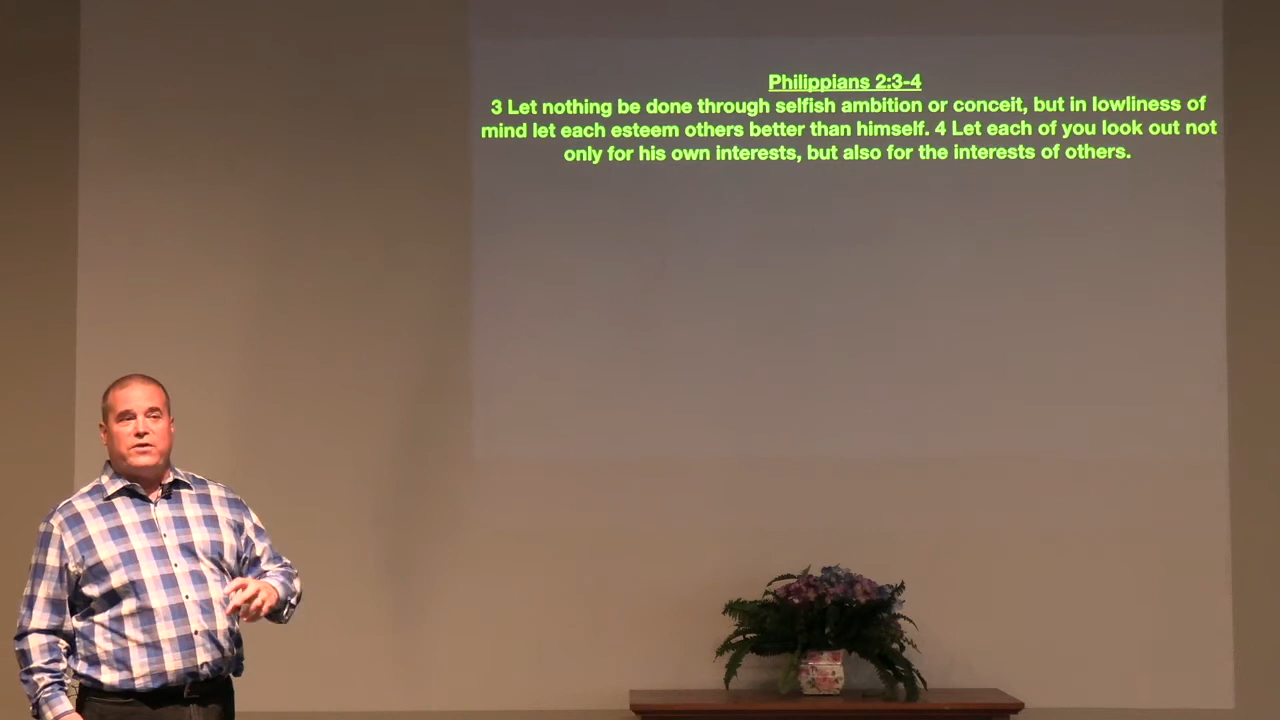 Philippians 2:3-4
3 Let nothing be done through selfish ambition or conceit, but in lowliness of
mind let each esteem others better than himself. 4 Let each of you look out not
only for his own interests, but also for the interests of others.